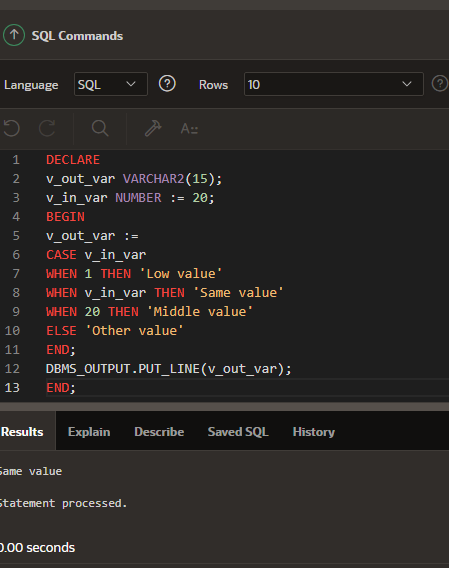 SQL Commands
Language SQL Rows 10
A
1 DECLARE
2 v_out_var VARCHAR2(15);
3 v_in_var NUMBER := 20;
4 BEGIN
5 v_out_var :=
6 CASE v_in_var
7 WHEN 1 THEN 'Low value'
8 WHEN v_in_var THEN 'Same value'
9 WHEN 20 THEN 'Middle value'
10 ELSE 'Other value'
11 END;
12 DBMS_OUTPUT.PUT_LINE(v_out_var);
13 END;
Results Explain Describe Saved SQL History
Same value
Statement processed.
0.00 seconds